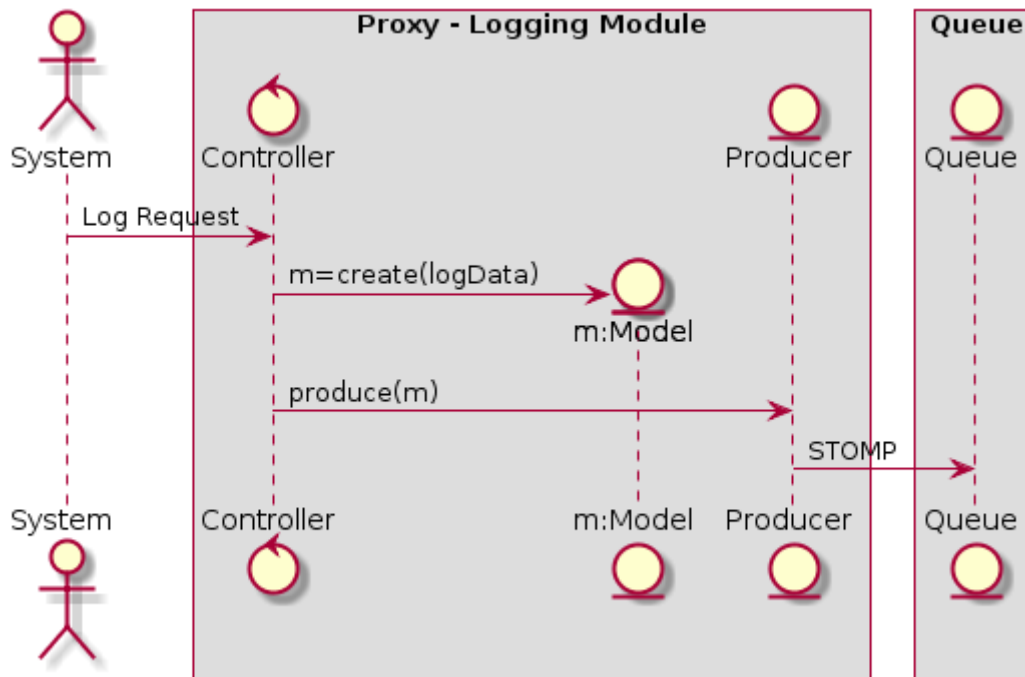 Proxy - Logging Module
Queue
System
Controller
Producer
Queue
Log Request
m=create(logData)
m:Model
produce(m)
STOMP
System
Controller
m:Model
Producer
Queue